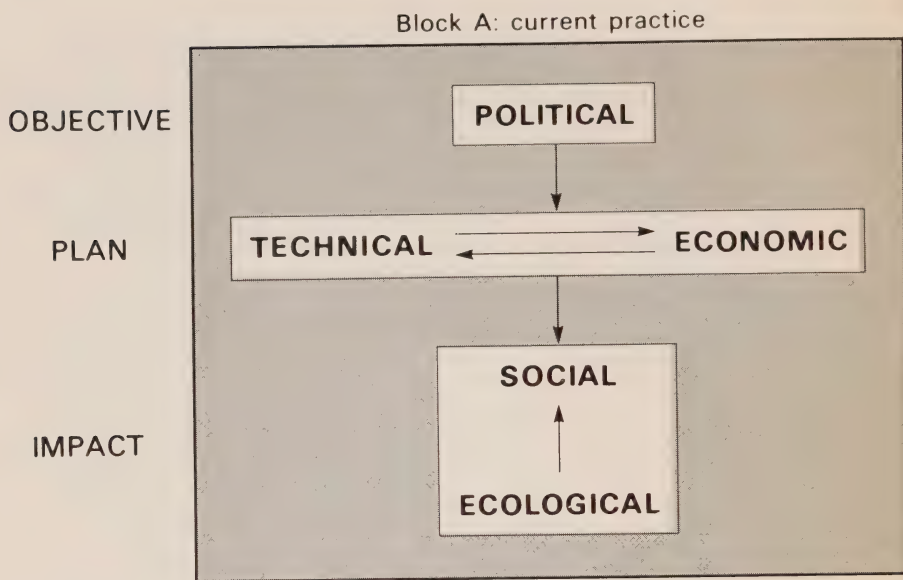 Block A: current practice
OBJECTIVE
POLITICAL
PLAN
TECHNICAL ECONOMIC
SOCIAL
IMPACT
ECOLOGICAL